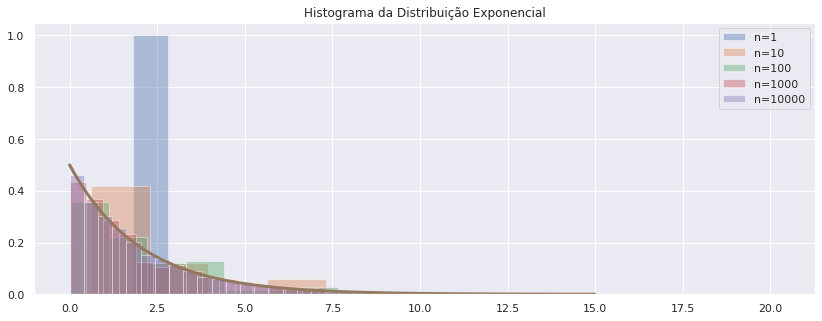 Histograma da Distribuição Exponencial
n=1
n=10
n=100
n=1000
n=10000
1.0
0.8
0.6
0.4
0.2
0.0
0.0 2.5 5.0 7.5 10.0 12.5 15.0 17.5 20.0